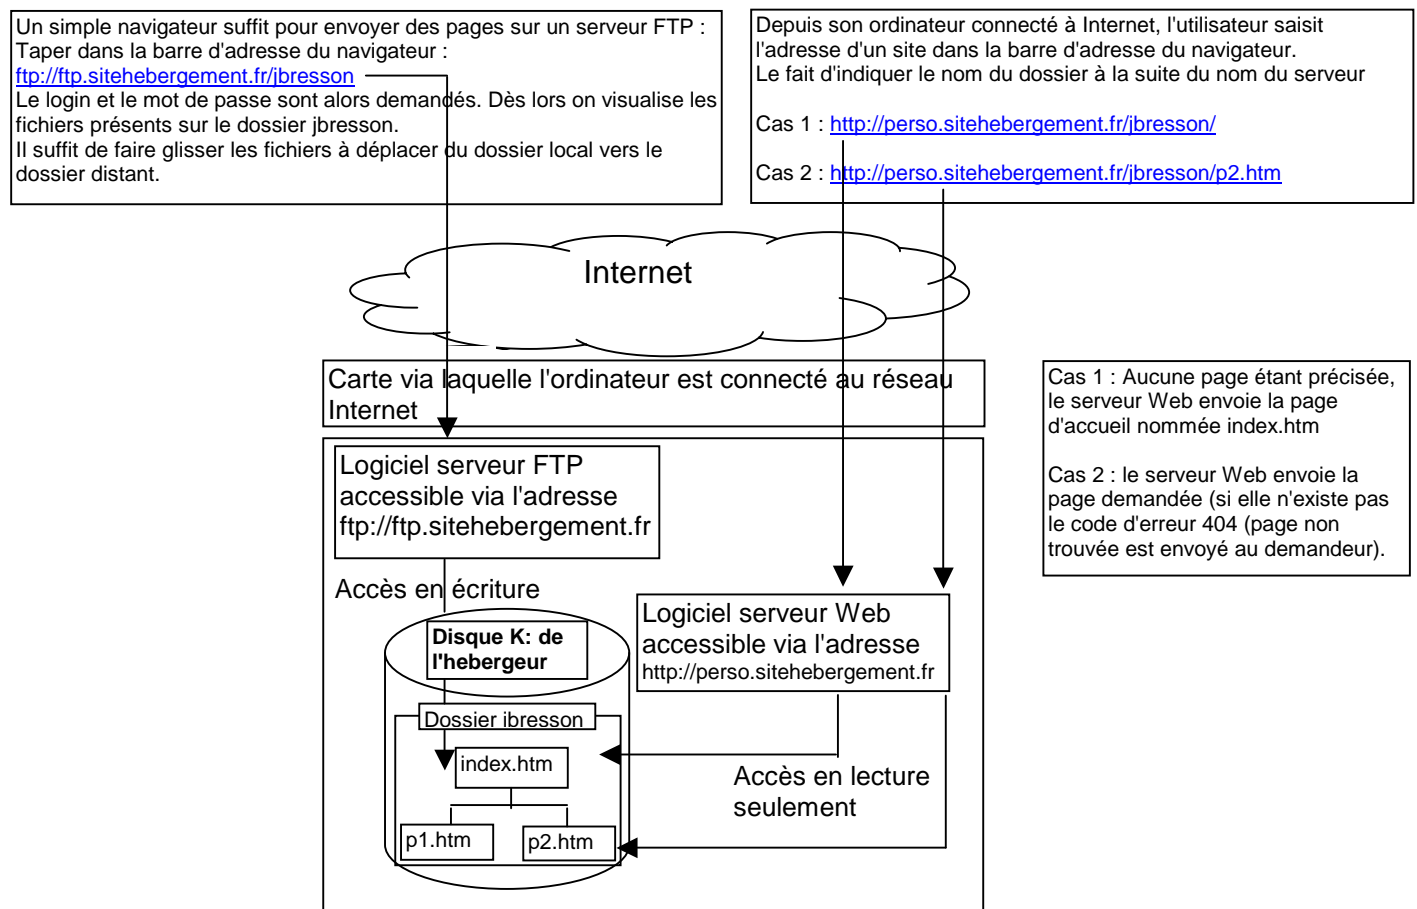 Un simple navigateur suffit pour envoyer des pages sur un serveur FTP :
Taper dans la barre d'adresse du navigateur :
ftp://ftp.sitehebergement.fr/jbresson
Le login et le mot de passe sont alors demandés. Dès lors on visualise les
fichiers présents sur le dossier jbresson.
Il suffit de faire glisser les fichiers à déplacer du dossier local vers le
dossier distant.
Depuis son ordinateur connecté à Internet, l'utilisateur saisit
l'adresse d'un site dans la barre d'adresse du navigateur.
Le fait d'indiquer le nom du dossier à la suite du nom du serveur
Cas 1 : http://perso.sitehebergement.fr/jbresson/
Cas 2 : http://perso.sitehebergement.fr/jbresson/p2.htm
Internet
Carte via laquelle l'ordinateur est connecté au réseau
Internet
Cas 1 : Aucune page étant précisée,
le serveur Web envoie la page
d'accueil nommée index.htm
Cas 2 : le serveur Web envoie la
page demandée (si elle n'existe pas
le code d'erreur 404 (page non
trouvée est envoyé au demandeur).
Logiciel serveur FTP
accessible via l'adresse
ftp://ftp.sitehebergement.fr
Accès en écriture
Logiciel serveur Web
accessible via l'adresse
http://perso.sitehebergement.fr
Disque K: de
l'hebergeur
Dossier ibresson
index.htm
Accès en lecture
seulement
p1.htm
p2.htm